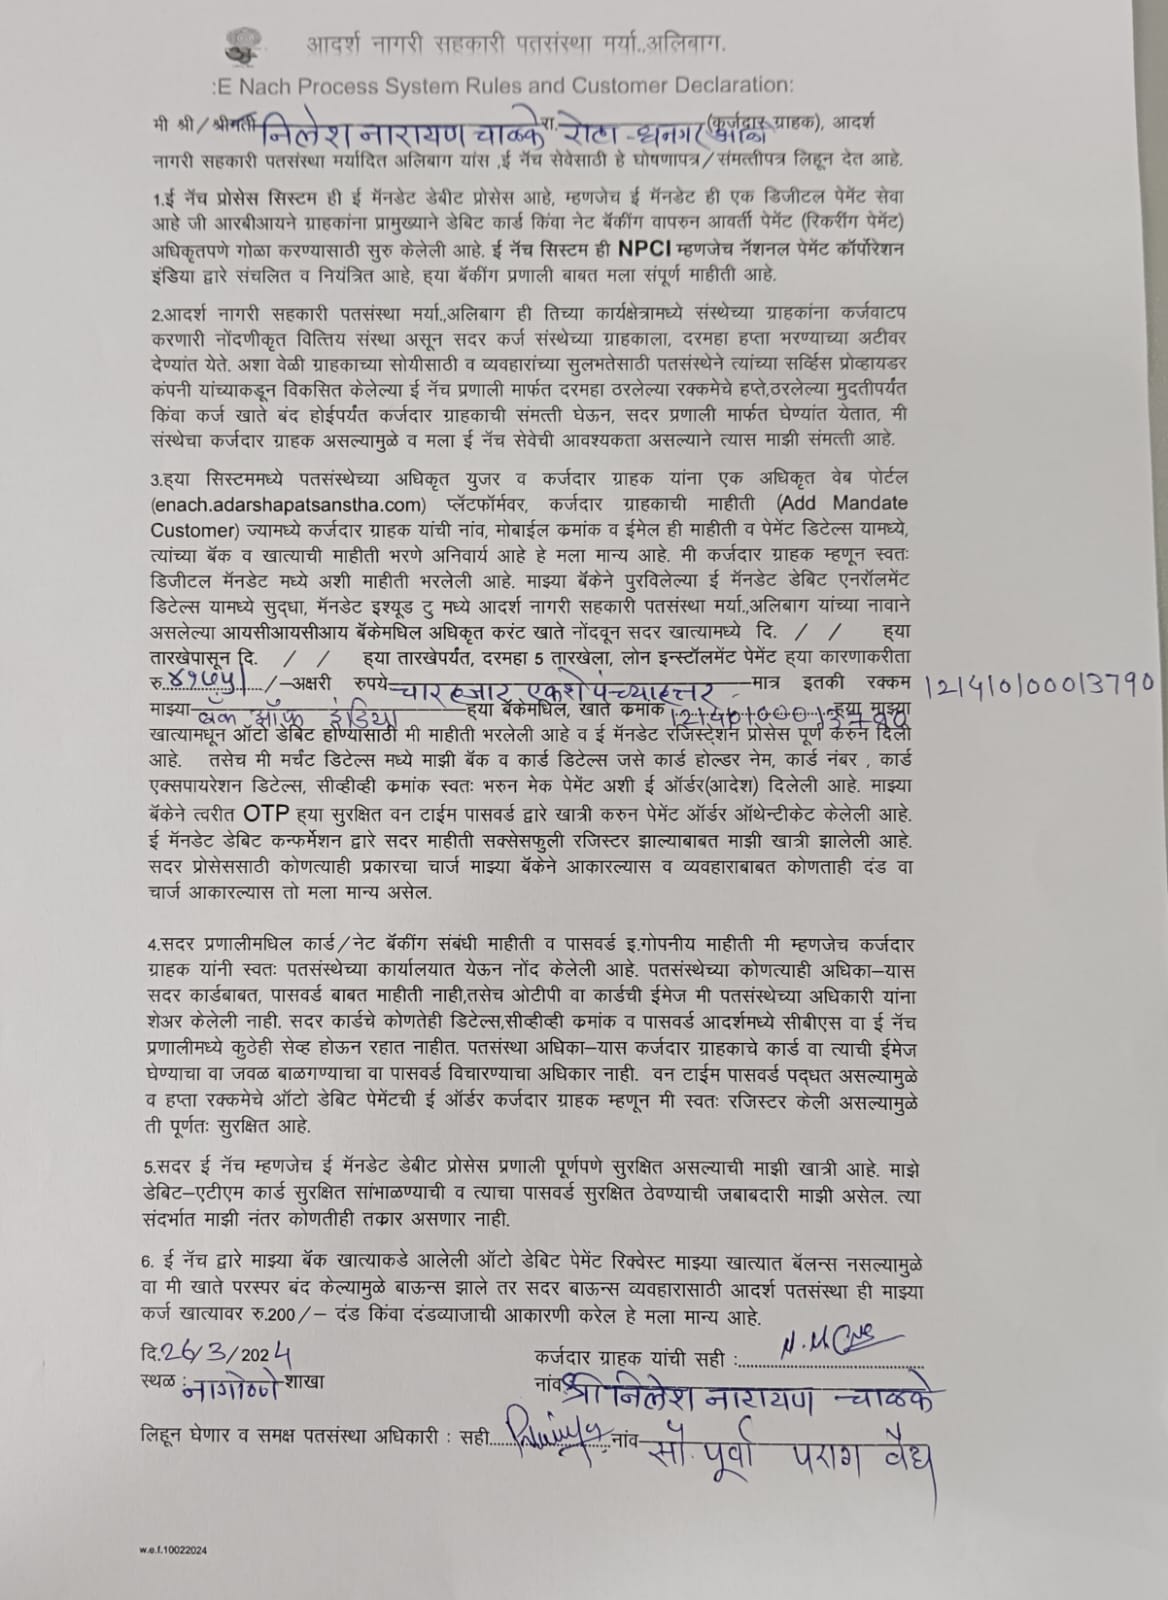 आदर्श नागरी सहकारी पतसंस्था मर्या.,अलिबाग.
:E Nach Process System Rules and Customer Declaration:
मी श्री/श्रीमती निलेश नारायण चाळके रा. रोहा -धनगर आळी (कर्जदार ग्राहक), आदर्श
नागरी सहकारी पतसंस्था मर्यादित अलिबाग यांस ,ई नॅच सेवेसाठी हे घोषणापत्र/संमत्तीपत्र लिहून देत आहे.
1.ई नॅच प्रोसेस सिस्टम ही ई मॅनडेट डेबीट प्रोसेस आहे, म्हणजेच ई मॅनडेट ही एक डिजीटल पेमेंट सेवा
आहे जी आरबीआयने ग्राहकांना प्रामुख्याने डेबिट कार्ड किंवा नेट बॅकींग वापरुन आवर्ती पेमेंट (रिकरींग पेमेंट)
अधिकृतपणे गोळा करण्यासाठी सुरु केलेली आहे. ई नॅच सिस्टम ही NPCI म्हणजेच नॅशनल पेमेंट कॉर्पोरेशन
इंडिया द्वारे संचलित व नियंत्रित आहे, ह्या बॅकींग प्रणाली बाबत मला संपूर्ण माहीती आहे.
2.आदर्श नागरी सहकारी पतसंस्था मर्या.,अलिबाग ही तिच्या कार्यक्षेत्रामध्ये संस्थेच्या ग्राहकांना कर्जवाटप
करणारी नोंदणीकृत वित्तिय संस्था असून सदर कर्ज संस्थेच्या ग्राहकाला, दरमहा हप्ता भरण्याच्या अटीवर
देण्यांत येते. अशा वेळी ग्राहकाच्या सोयीसाठी व व्यवहारांच्या सुलभतेसाठी पतसंस्थेने त्यांच्या सर्व्हिस प्रोव्हायडर
कंपनी यांच्याकडून विकसित केलेल्या ई नॅच प्रणाली मार्फत दरमहा ठरलेल्या रक्कमेचे हप्ते,ठरलेल्या मुदतीपर्यंत
किंवा कर्ज खाते बंद होईपर्यंत कर्जदार ग्राहकाची संमत्ती घेऊन, सदर प्रणाली मार्फत घेण्यांत येतात, मी
संस्थेचा कर्जदार ग्राहक असल्यामुळे व मला ई नॅच सेवेची आवश्यकता असल्याने त्यास माझी संमत्ती आहे.
3.ह्या सिस्टममध्ये पतसंस्थेच्या अधिकृत युजर व कर्जदार ग्राहक यांना एक अधिकृत वेब पोर्टल
(enach.adarshapatsanstha.com) प्लॅटफॉर्मवर, कर्जदार ग्राहकाची माहीती (Add Mandate
Customer) ज्यामध्ये कर्जदार ग्राहक यांची नांव, मोबाईल कमांक व ईमेल ही माहीती व पेमेंट डिटेल्स यामध्ये,
त्यांच्या बॅक व खात्याची माहीती भरणे अनिवार्य आहे हे मला मान्य आहे. मी कर्जदार ग्राहक म्हणून स्वतः
डिजीटल मॅनडेट मध्ये अशी माहीती भरलेली आहे. माझ्या बॅकेने पुरविलेल्या ई मॅनडेट डेबिट एनरॉलमेंट
डिटेल्स यामध्ये सुद्धा, मॅनडेट इश्यूड टु मध्ये आदर्श नागरी सहकारी पतसंस्था मर्या.,अलिबाग यांच्या नावाने
असलेल्या आयसीआयसीआय बॅकेमधिल अधिकृत करंट खाते नोंदवून सदर खात्यामध्ये दि. / / ह्या
तारखेपासून दि. / / ह्या तारखेपर्यंत, दरमहा 5 तारखेला, लोन इन्स्टॉलमेंट पेमेंट ह्या कारणाकरीता
रु.४१७५/-अक्षरी रुपये चार हजार एकशे पंच्याहत्तर मात्र इतकी रक्कम 121410100013790
माझ्या बँक ऑफ इंडिया ह्या बॅकेमधिल, खाते कमांक 121410100013790 ह्या माझ्या
खात्यामधून ऑटो डेबिट होण्यासाठी मी माहीती भरलेली आहे व ई मॅनडेट रजिस्टे्शन प्रोसेस पूर्ण करुन दिली
आहे. तसेच मी मर्चंट डिटेल्स मध्ये माझी बॅक व कार्ड डिटेल्स जसे कार्ड होल्डर नेम, कार्ड नंबर , कार्ड
एक्सपायरेशन डिटेल्स, सीव्हीव्ही कमांक स्वतः भरुन मेक पेमेंट अशी ई ऑर्डर(आदेश) दिलेली आहे. माझ्या
बॅकेने त्वरीत OTP ह्या सुरक्षित वन टाईम पासवर्ड द्वारे खात्री करुन पेमेंट ऑर्डर ऑथेन्टीकेट केलेली आहे.
ई मॅनडेट डेबिट कन्फर्मेशन द्वारे सदर माहीती सक्सेसफुली रजिस्टर झाल्याबाबत माझी खात्री झालेली आहे.
सदर प्रोसेससाठी कोणत्याही प्रकारचा चार्ज माझ्या बॅकेने आकारल्यास व व्यवहाराबाबत कोणताही दंड वा
चार्ज आकारल्यास तो मला मान्य असेल.
4.सदर प्रणालीमधिल कार्ड/नेट बॅकींग संबंधी माहीती व पासवर्ड इ.गोपनीय माहीती मी म्हणजेच कर्जदार
ग्राहक यांनी स्वतः पतसंस्थेच्या कार्यालयात येऊन नोंद केलेली आहे. पतसंस्थेच्या कोणत्याही अधिका–यास
सदर कार्डबाबत, पासवर्ड बाबत माहीती नाही,तसेच ओटीपी वा कार्डची ईमेज मी पतसंस्थेच्या अधिकारी यांना
शेअर केलेली नाही. सदर कार्डचे कोणतेही डिटेल्स,सीव्हीव्ही कमांक व पासवर्ड आदर्शमध्ये सीबीएस वा ई नॅच
प्रणालीमध्ये कुठेही सेव्ह होऊन रहात नाहीत. पतसंस्था अधिका–यास कर्जदार ग्राहकाचे कार्ड वा त्याची ईमेज
घेण्याचा वा जवळ बाळगण्याचा वा पासवर्ड विचारण्याचा अधिकार नाही. वन टाईम पासवर्ड पद्धत असल्यामुळे
व हप्ता रक्कमेचे ऑटो डेबिट पेमेंटची ई ऑर्डर कर्जदार ग्राहक म्हणून मी स्वतः रजिस्टर केली असल्यामुळे
ती पूर्णतः सुरक्षित आहे.
5.सदर ई नॅच म्हणजेच ई मॅनडेट डेबीट प्रोसेस प्रणाली पूर्णपणे सुरक्षित असल्याची माझी खात्री आहे. माझे
डेबिट–एटीएम कार्ड सुरक्षित सांभाळण्याची व त्याचा पासवर्ड सुरक्षित ठेवण्याची जबाबदारी माझी असेल. त्या
संदर्भात माझी नंतर कोणतीही तकार असणार नाही.
6. ई नॅच द्वारे माझ्या बॅक खात्याकडे आलेली ऑटो डेबिट पेमेंट रिक्वेस्ट माझ्या खात्यात बॅलन्स नसल्यामुळे
वा मी खाते परस्पर बंद केल्यामुळे बाऊन्स झाले तर सदर बाऊन्स व्यवहारासाठी आदर्श पतसंस्था ही माझ्या
कर्ज खात्यावर रु.200/– दंड किंवा दंडव्याजाची आकारणी करेल हे मला मान्य आहे.
दि.26/3/2024 कर्जदार ग्राहक यांची सही :
स्थळ : नागोठणे शाखा नांव श्री निलेश नारायण चाळके
लिहून घेणार व समक्ष पतसंस्था अधिकारी : सही नांव सौ. पूर्वा पराग वैद्य
w.e.f.10022024